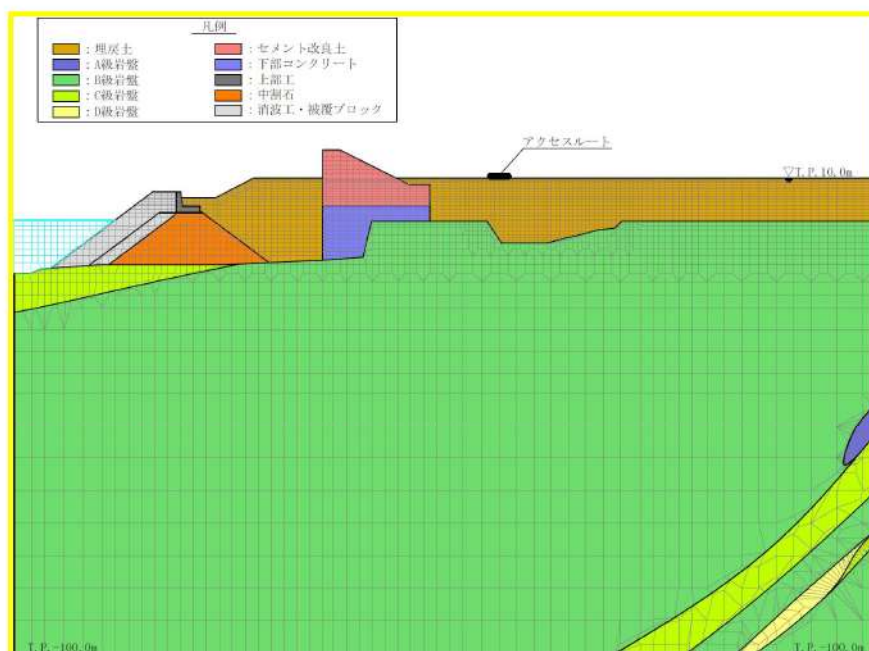 凡例
：埋戻土
：A級岩盤
：B級岩盤
：C級岩盤
：D級岩盤
：セメント改良土
：下部コンクリート
：上部工
：中割石
：消波工・被覆ブロック
アクセスルート
T.P.10.0m
T.P.-100.0m
T.P.-100.0m